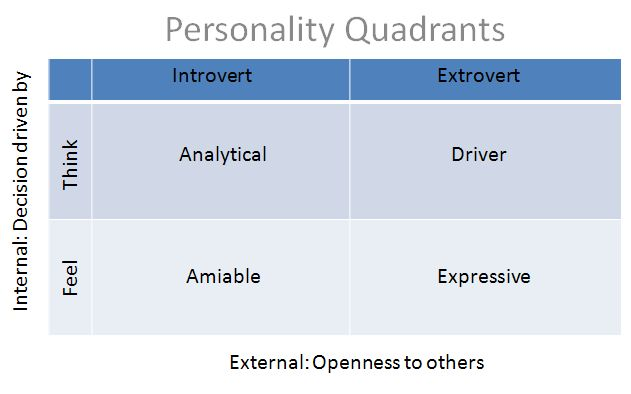 Personality Quadrants
Internal: Decision driven by
Introvert Extrovert
Think Analytical Driver
Feel Amiable Expressive
External: Openness to others